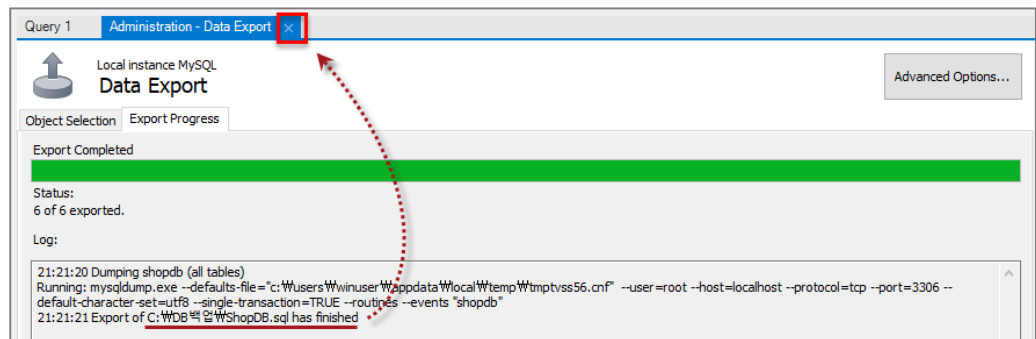 Query 1 Administration - Data Export ×
Local instance MySQL
Data Export
Advanced Options...
Object Selection Export Progress
Export Completed
Status:
6 of 6 exported.
Log:
21:21:20 Dumping shopdb (all tables)
Running: mysqldump.exe --defaults-file="c:₩users₩winuser₩appdata₩local₩temp₩tmptvss56.cnf" --user=root --host=localhost --protocol=tcp --port=3306 --
default-character-set=utf8 --single-transaction=TRUE --routines --events "shopdb"
21:21:21 Export of C:₩DB백업₩ShopDB.sql has finished